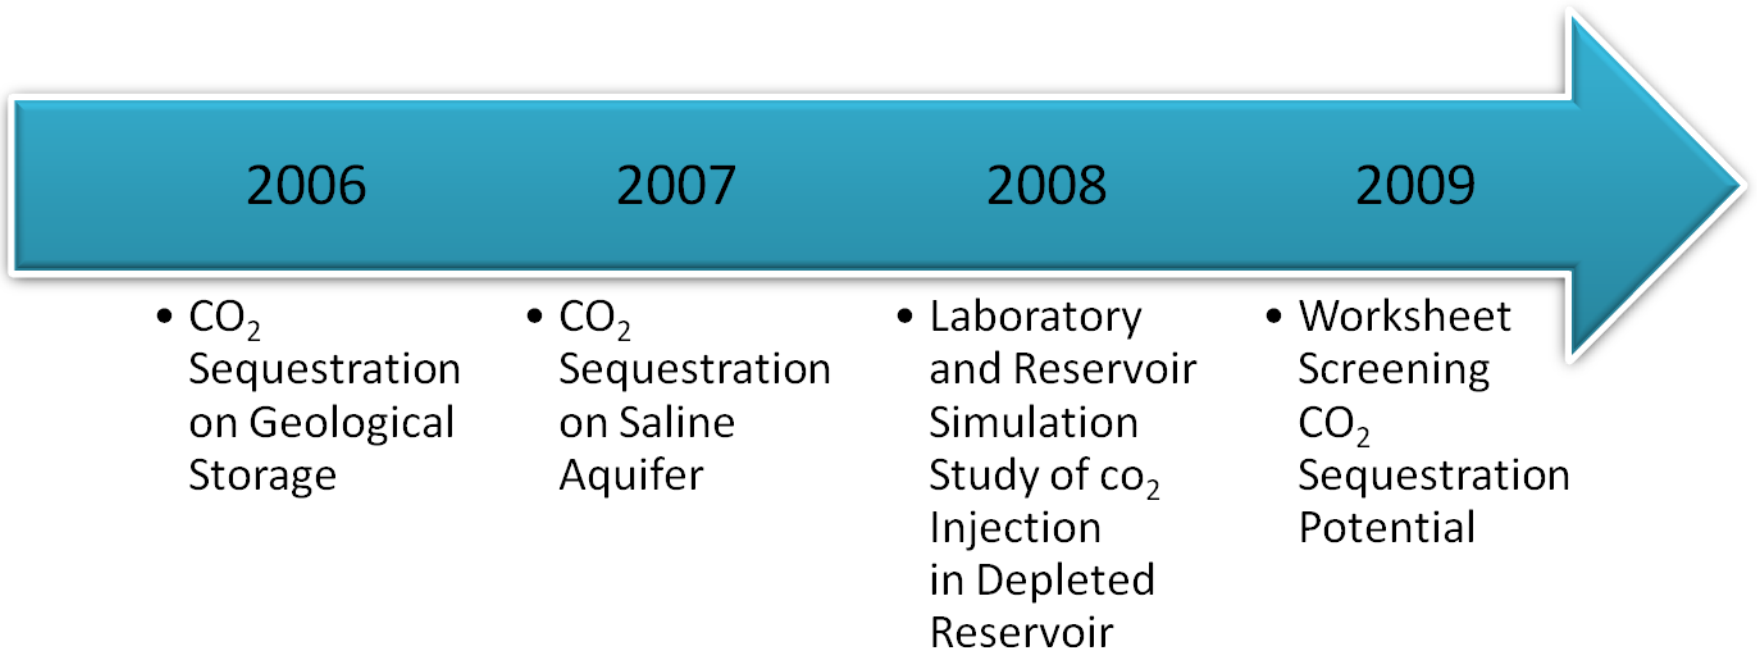 2006
2007
2008
2009
• CO₂
Sequestration
on Geological
Storage
• CO₂
Sequestration
on Saline
Aquifer
• Laboratory
and Reservoir
Simulation
Study of co₂
Injection
in Depleted
Reservoir
• Worksheet
Screening
CO₂
Sequestration
Potential